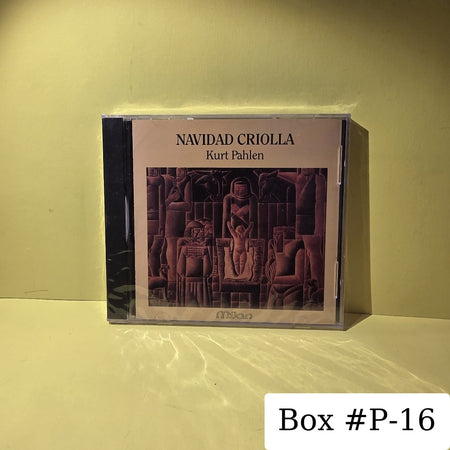 NAVIDAD CRIOLLA
Kurt Pahlen
Milan
Box #P-16